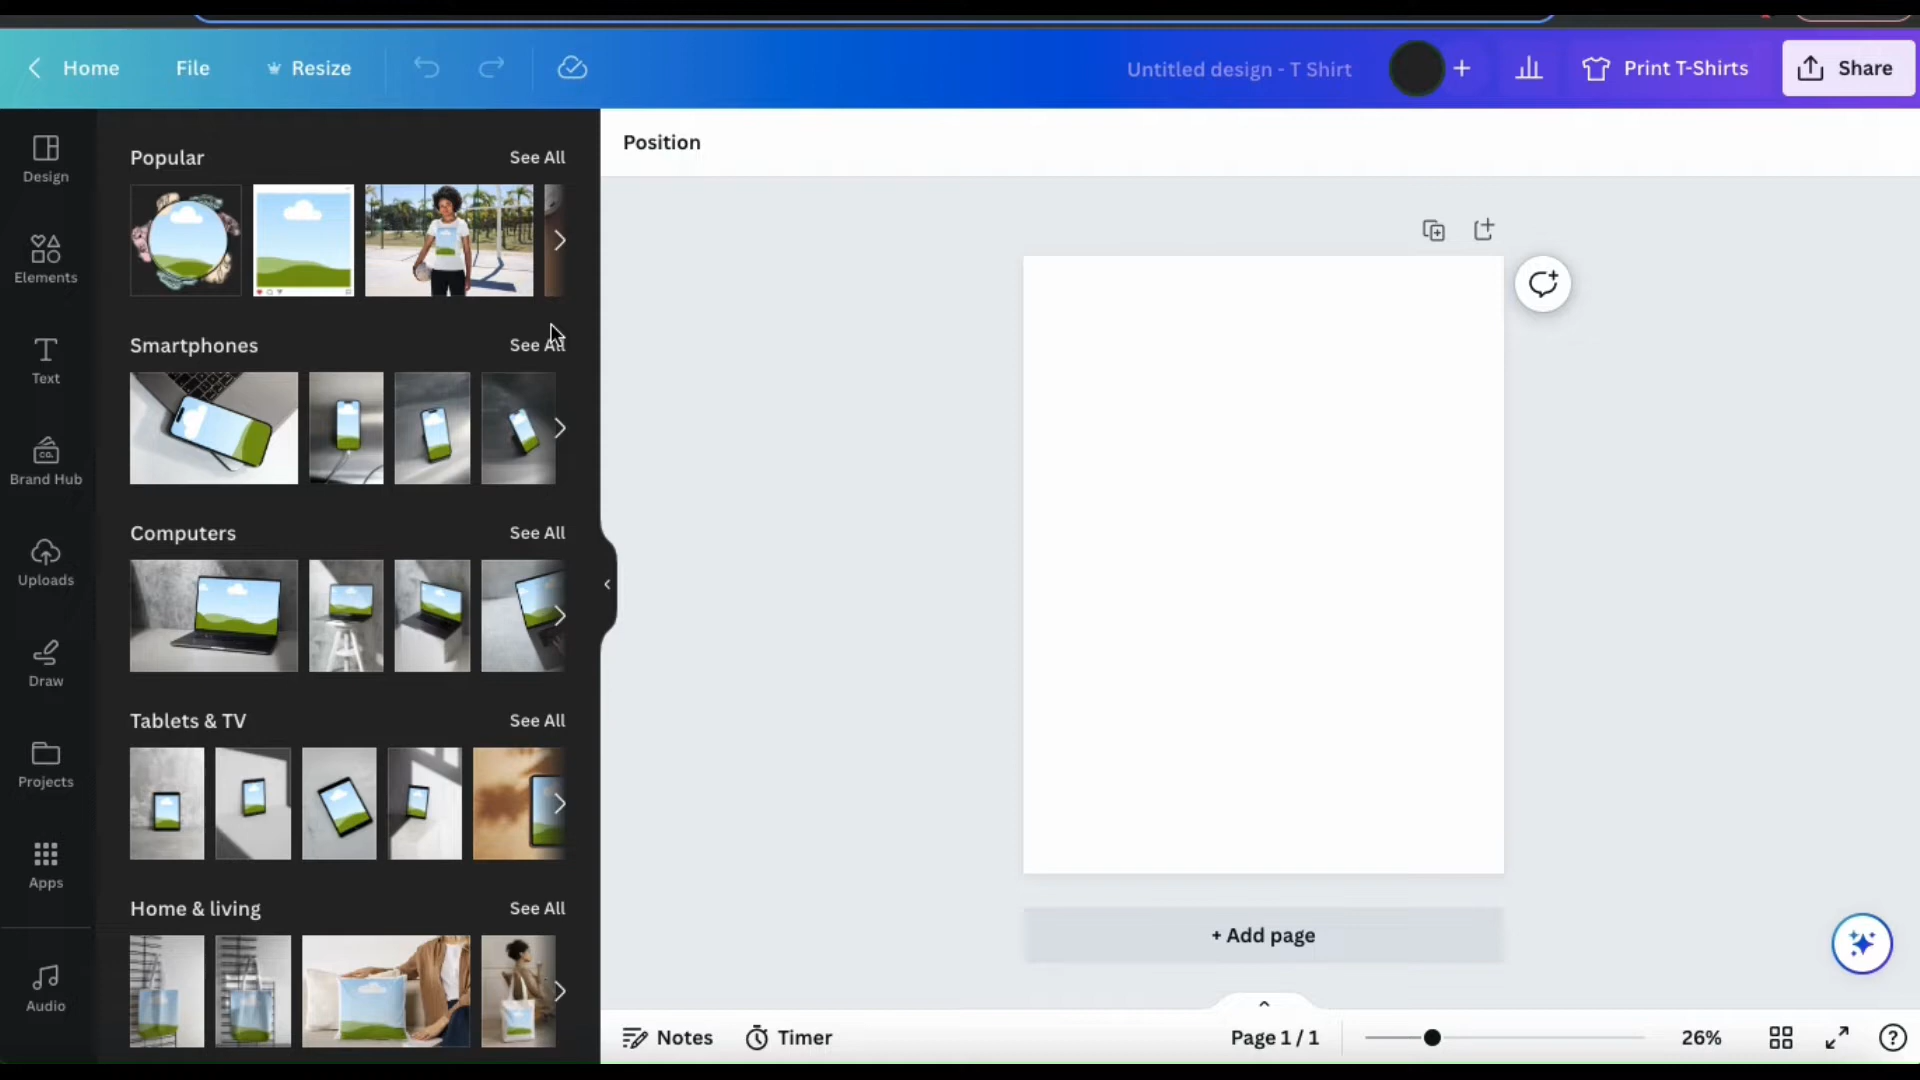 Home
File
Resize
Untitled design - T Shirt
Print T-Shirts
Share
Design
Elements
Text
Brand Hub
CO.
Uploads
Draw
Projects
Apps
Audio
Popular
See All
Smartphones
See All
Computers
See All
Tablets & TV
See All
Home & living
See All
Position
+ Add page
Notes
Timer
Page 1 / 1
26%